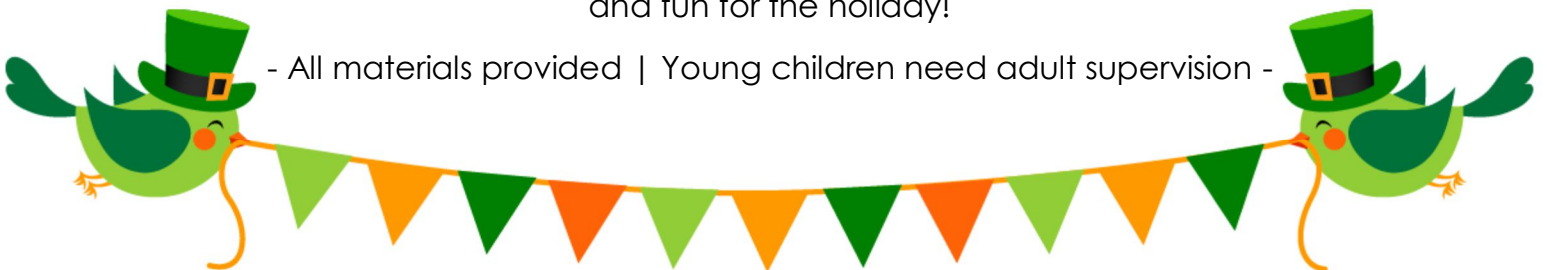 and fun for the holiday!
- All materials provided | Young children need adult supervision -